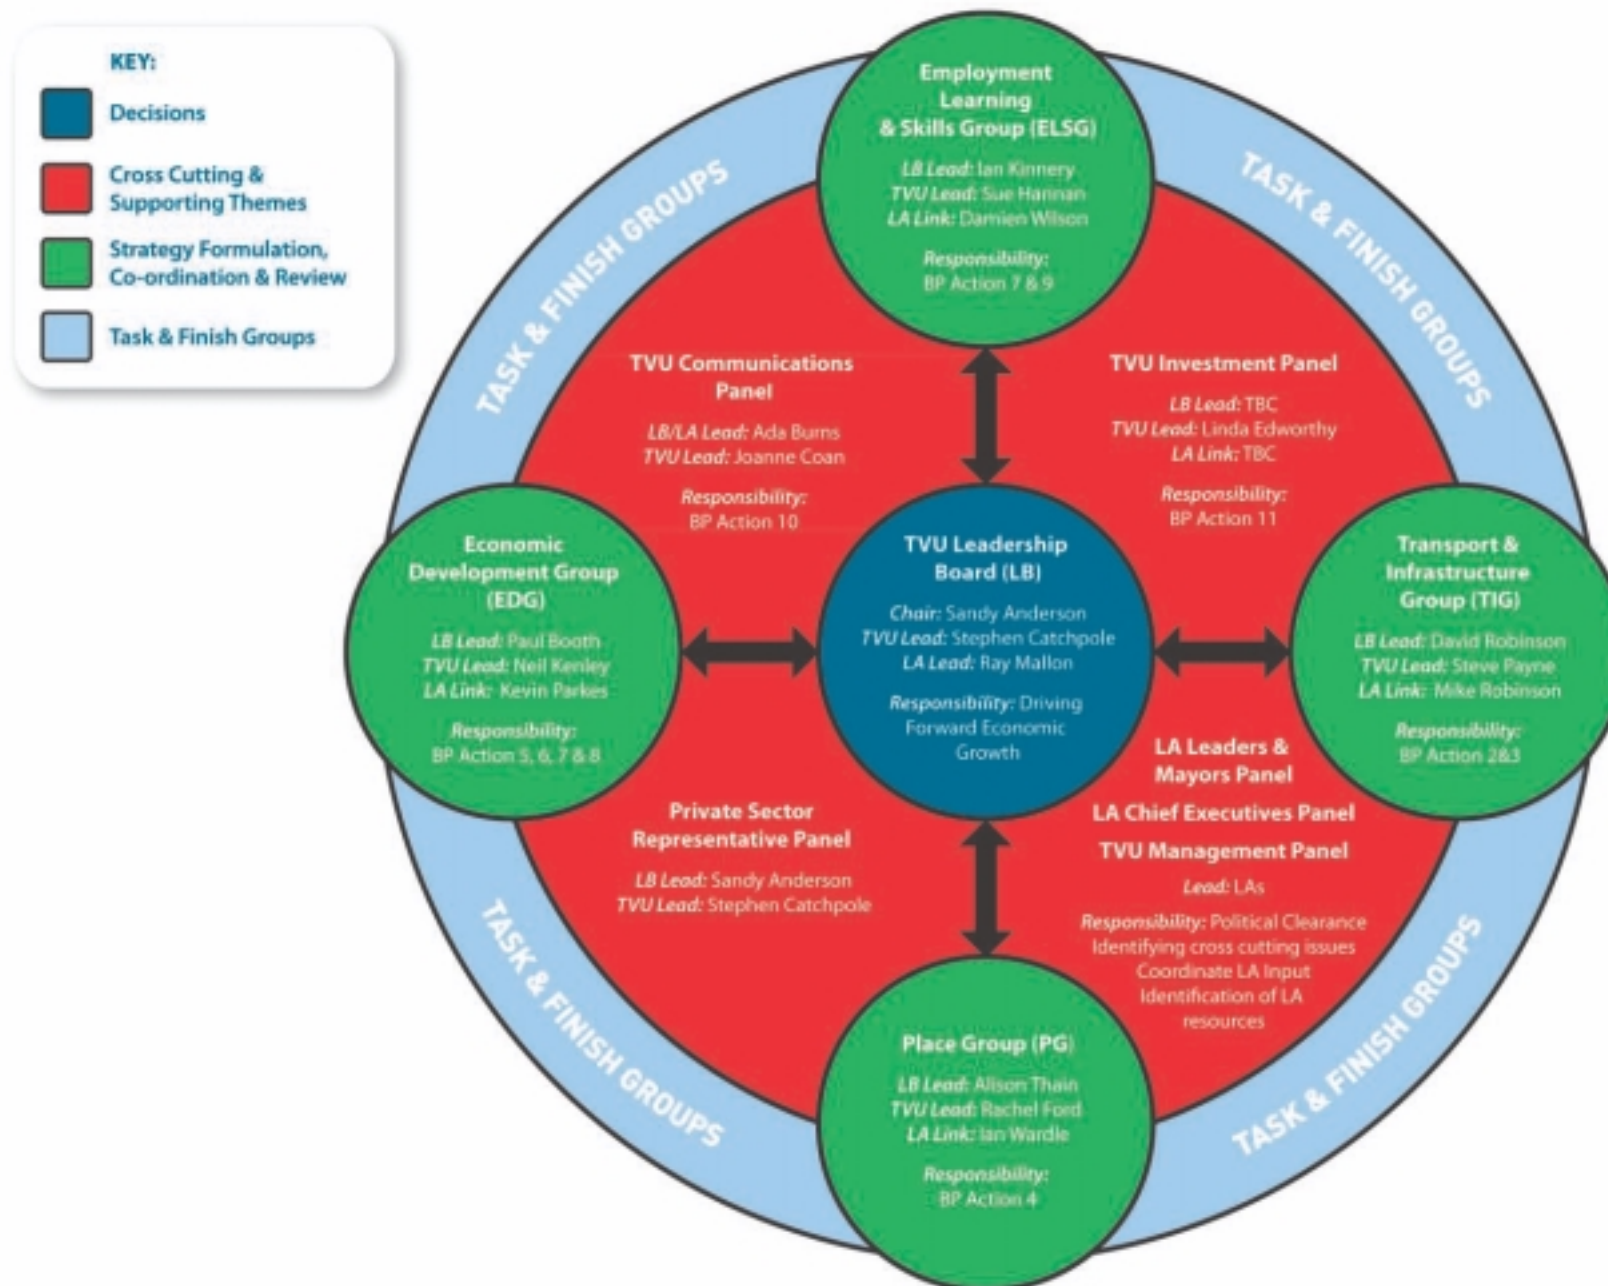 KEY:
Decisions
Cross Cutting &
Supporting Themes
Strategy Formulation,
Co-ordination & Review
Task & Finish Groups
TASK & FINISH GROUPS
TASK & FINISH GROUPS
TASK & FINISH GROUPS
TASK & FINISH GROUPS
Employment
Learning
& Skills Group (ELSG)
LB Lead: Ian Kinnery
TVU Lead: Sue Hannan
LA Link: Damien Wilson
Responsibility:
BP Action 7 & 9
TVU Communications
Panel
LB/LA Lead: Ada Burns
TVU Lead: Joanne Coan
Responsibility:
BP Action 10
TVU Investment Panel
LB Lead: TBC
TVU Lead: Linda Edworthy
LA Link: TBC
Responsibility:
BP Action 11
Economic
Development Group
(EDG)
LB Lead: Paul Booth
TVU Lead: Neil Kenley
LA Link: Kevin Parkes
Responsibility:
BP Action 5, 6, 7 & 8
TVU Leadership
Board (LB)
Chair: Sandy Anderson
TVU Lead: Stephen Catchpole
LA Lead: Ray Mallon
Responsibility: Driving
Forward Economic
Growth
Transport &
Infrastructure
Group (TIG)
LB Lead: David Robinson
TVU Lead: Steve Payne
LA Link: Mike Robinson
Responsibility:
BP Action 2&3
Private Sector
Representative Panel
LB Lead: Sandy Anderson
TVU Lead: Stephen Catchpole
LA Leaders &
Mayors Panel
LA Chief Executives Panel
TVU Management Panel
Lead: LAs
Responsibility: Political Clearance
Identifying cross cutting issues
Coordinate LA Input
Identification of LA
resources
Place Group (PG)
LB Lead: Alison Thain
TVU Lead: Rachel Ford
LA Link: Ian Wardle
Responsibility:
BP Action 4